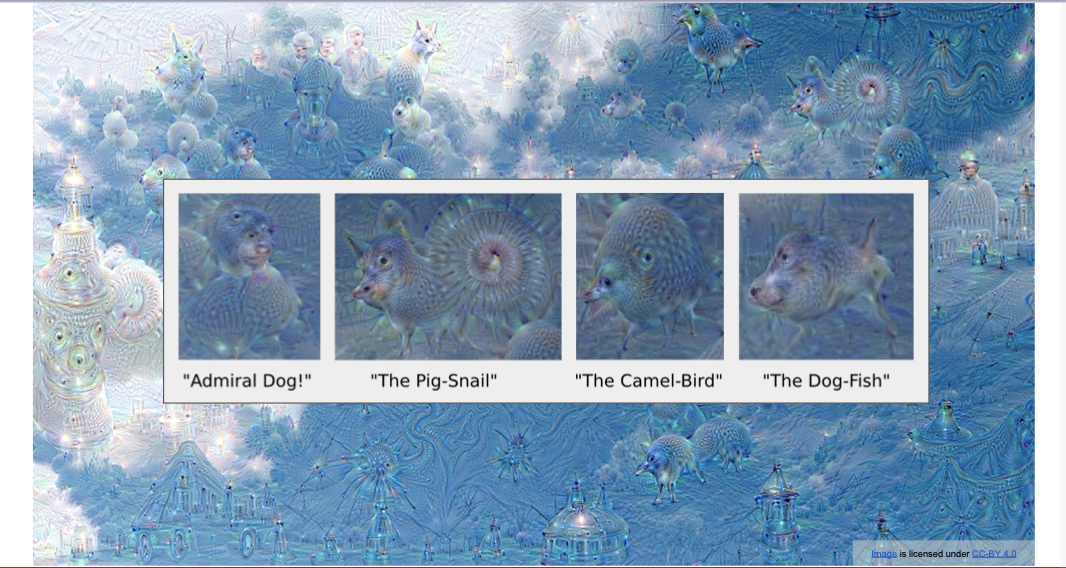 "Admiral Dog!" "The Pig-Snail" "The Camel-Bird" "The Dog-Fish"
Image is licensed under CC-BY 4.0